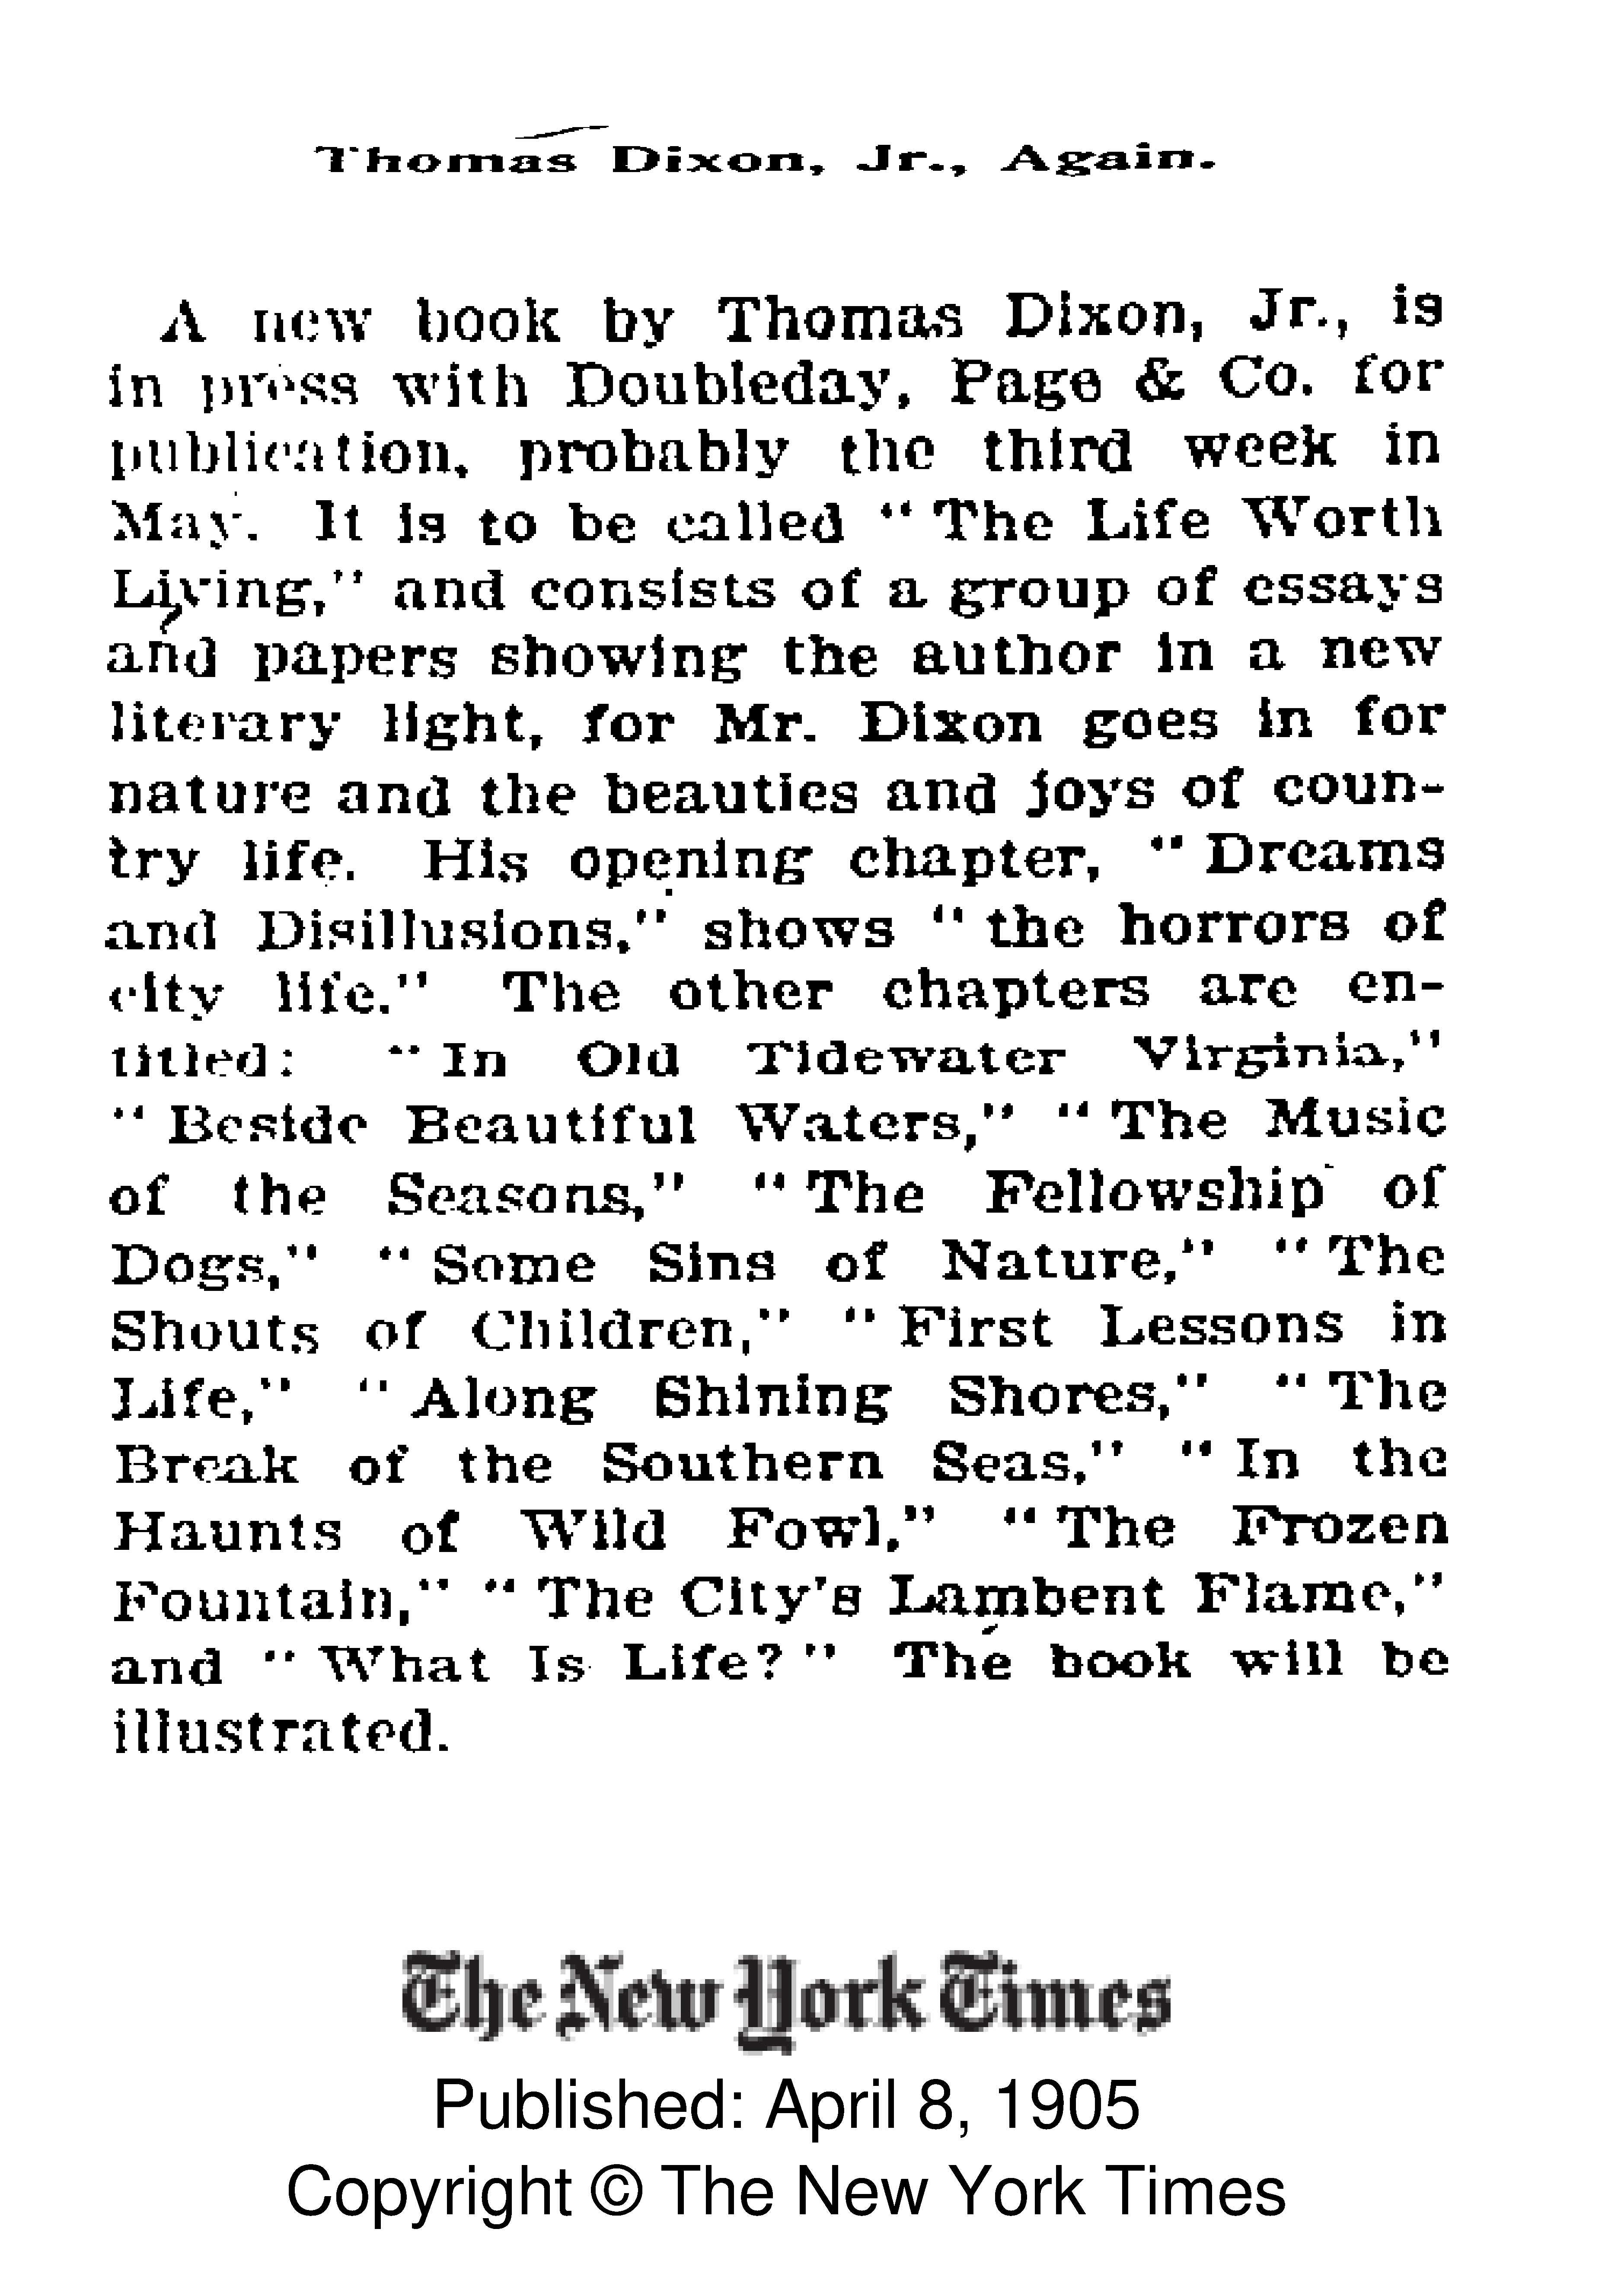 Thomas Dixon, Jr., Again.
A new book by Thomas Dixon, Jr., is
in press with Doubleday, Page & Co. for
publication, probably the third week in
May. It is to be called "The Life Worth
Living," and consists of a group of essays
and papers showing the author in a new
literary light, for Mr. Dixon goes in for
nature and the beauties and joys of coun-
try life. His opening chapter, "Dreams
and Disillusions," shows "the horrors of
city life." The other chapters are en-
titled: "In Old Tidewater Virginia,"
"Beside Beautiful Waters," "The Music
of the Seasons," "The Fellowship of
Dogs," "Some Sins of Nature," "The
Shouts of Children," "First Lessons in
Life," "Along Shining Shores," "The
Break of the Southern Seas," "In the
Haunts of Wild Fowl," "The Frozen
Fountain," "The City's Lambent Flame,"
and "What Is Life?" The book will be
illustrated.
The New York Times
Published: April 8, 1905
Copyright © The New York Times